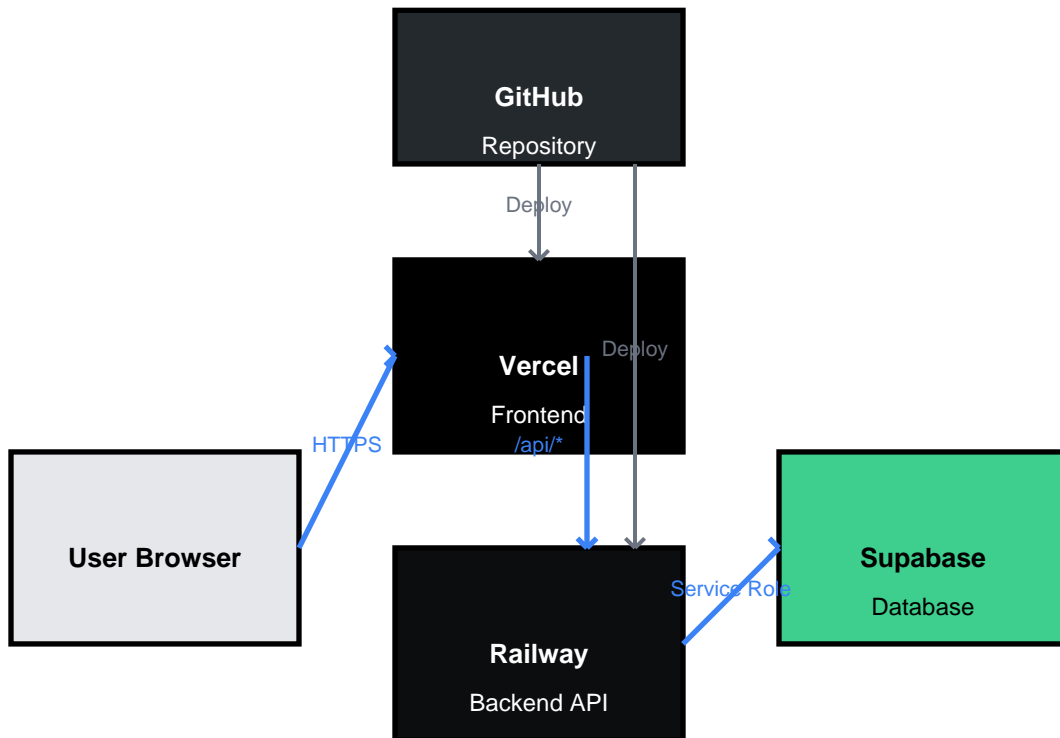 GitHub
Repository
Deploy
Vercel
Deploy
Frontend
/api/*
HTTPS
User Browser
Supabase
Database
Service Role
Railway
Backend API